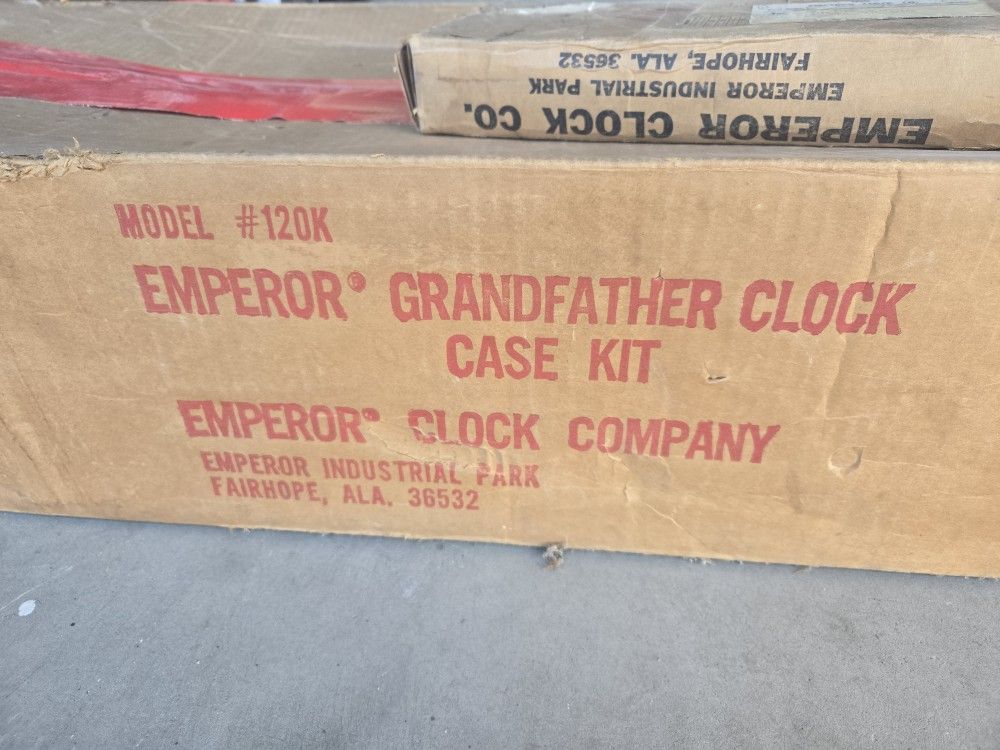 EMPEROR CLOCK CO.
EMPEROR INDUSTRIAL PARK
FAIRHOPE, ALA. 36532
MODEL #120K
EMPEROR® GRANDFATHER CLOCK
CASE KIT
EMPEROR® CLOCK COMPANY
EMPEROR INDUSTRIAL PARK
FAIRHOPE, ALA. 36532